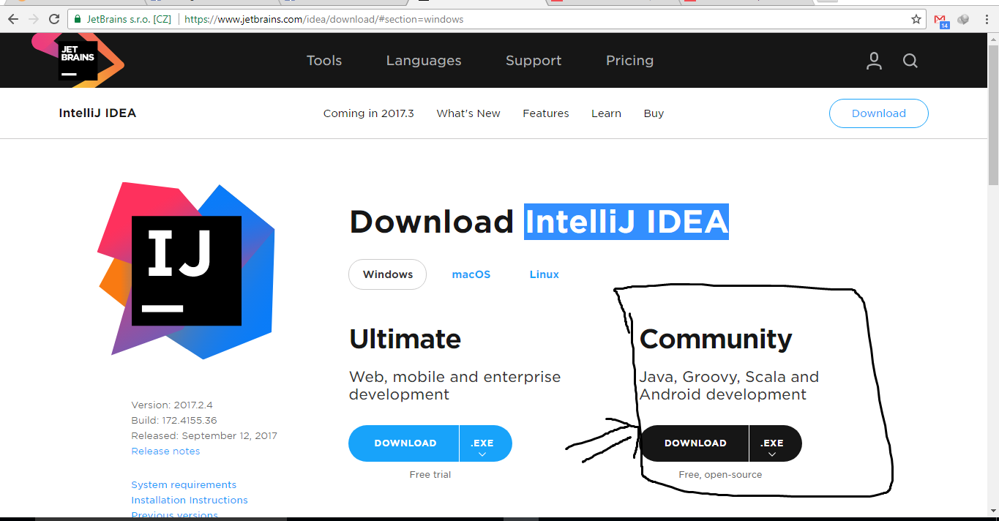 JetBrains s.r.o. [CZ] https://www.jetbrains.com/idea/download/#section=windows
14
JET
BRAINS
Tools Languages Support Pricing
IntelliJ IDEA Coming in 2017.3 What's New Features Learn Buy Download
IJ
Download IntelliJ IDEA
Windows macOS Linux
Ultimate
Web, mobile and enterprise
development
DOWNLOAD .EXE
Free trial
Community
Java, Groovy, Scala and
Android development
DOWNLOAD .EXE
Free, open-source
Version: 2017.2.4
Build: 172.4155.36
Released: September 12, 2017
Release notes
System requirements
Installation Instructions
Previous versions